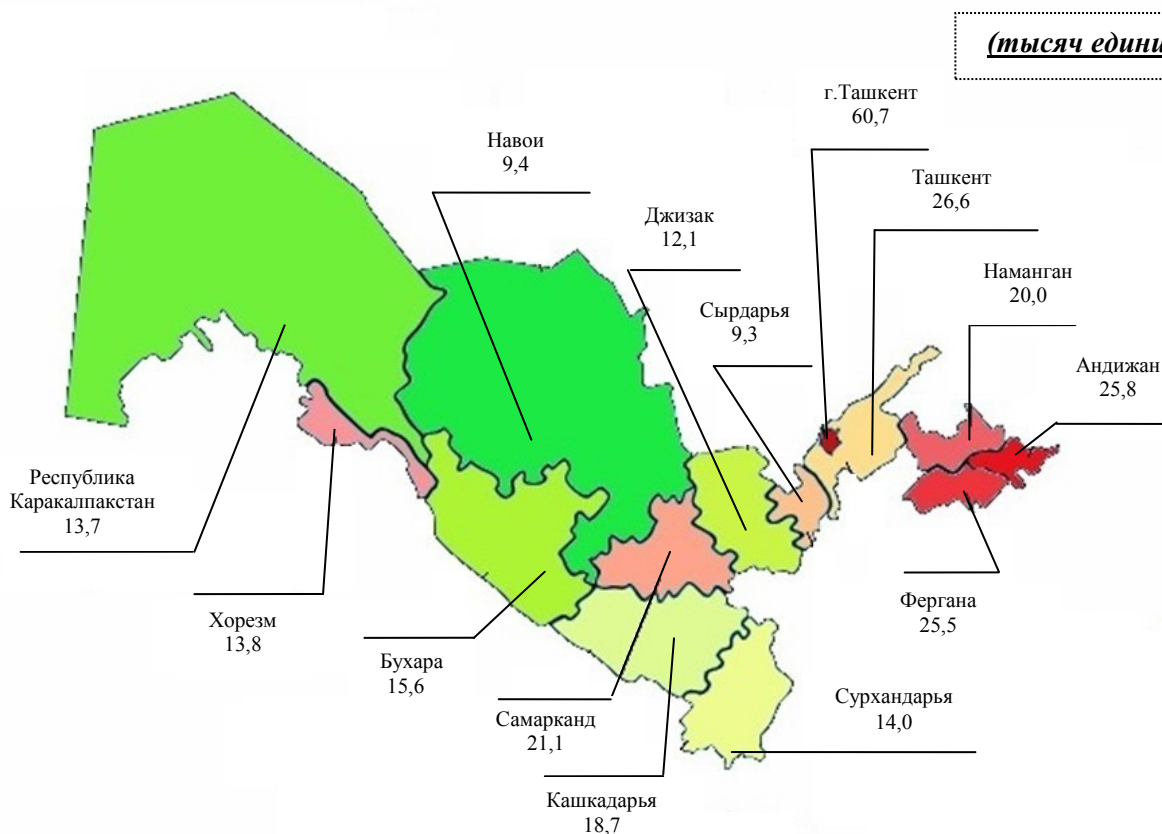 (тысяч едини
г.Ташкент
60,7
Навои
9,4
Ташкент
26,6
Джизак
12,1
Наманган
20,0
Сырдарья
9,3
Андижан
25,8
Республика
Каракалпакстан
13,7
Фергана
25,5
Хорезм
13,8
Бухара
15,6
Сурхандарья
14,0
Самарканд
21,1
Кашкадарья
18,7